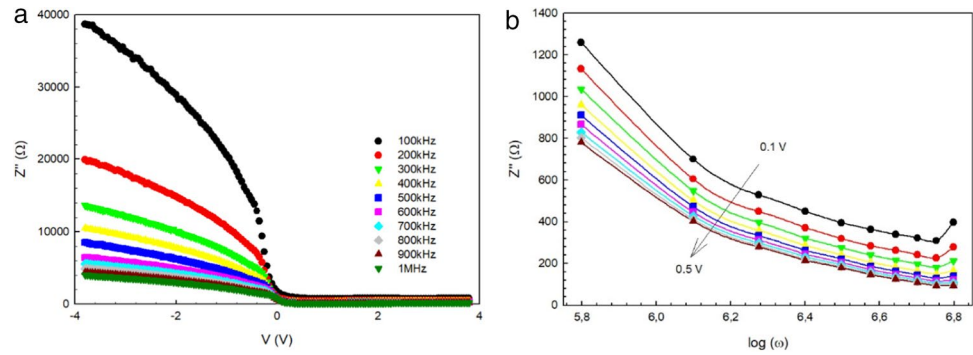 a
40000
30000
20000
10000
0
Z" (Ω)
-4
-2
0
2
4
V (V)
100kHz
200kHz
300kHz
400kHz
500kHz
600kHz
700kHz
800kHz
900kHz
1MHz
b
1400
1200
1000
800
600
400
200
0
Z" (Ω)
0.1 V
0.5 V
5,8
6,0
6,2
6,4
6,6
6,8
log (ω)